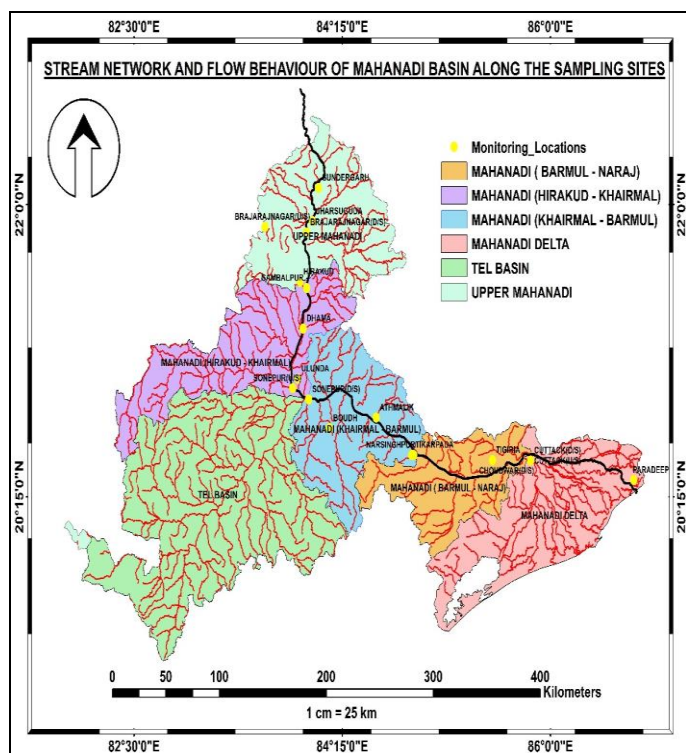 82°30'0"E 84°15'0"E 86°0'0"E
STREAM NETWORK AND FLOW BEHAVIOUR OF MAHANADI BASIN ALONG THE SAMPLING SITES
Monitoring_Locations
MAHANADI ( BARMUL - NARAJ)
MAHANADI (HIRAKUD - KHAIRMAL)
MAHANADI (KHAIRMAL - BARMUL)
MAHANADI DELTA
TEL BASIN
UPPER MAHANADI
22°0'0"N
22°0'0"N
20°15'0"N
20°15'0"N
SUNDERGARH
JHARSUGUDA
BRAJARAJNAGAR(U/S)
BRAJARAJNAGAR(D/S)
UPPER MAHANADI
HIRAKUD
SAMBALPUR
DHAMA
MAHANADI (HIRAKUD - KHAIRMAL)
ULUNDA
SONEPUR(U/S)
SONEPUR(D/S)
ATHMALIK
BOUDH
MAHANADI (KHAIRMAL - BARMUL)
NARSINGHPUR
TIKARPADA
TIGIRIA
CUTTACK(D/S)
CHOUDWAR(D/S)
PARADEEP
MAHANADI ( BARMUL - NARAJ)
TEL BASIN
MAHANADI DELTA
0 50 100 200 300 400
Kilometers
1 cm = 25 km
82°30'0"E 84°15'0"E 86°0'0"E